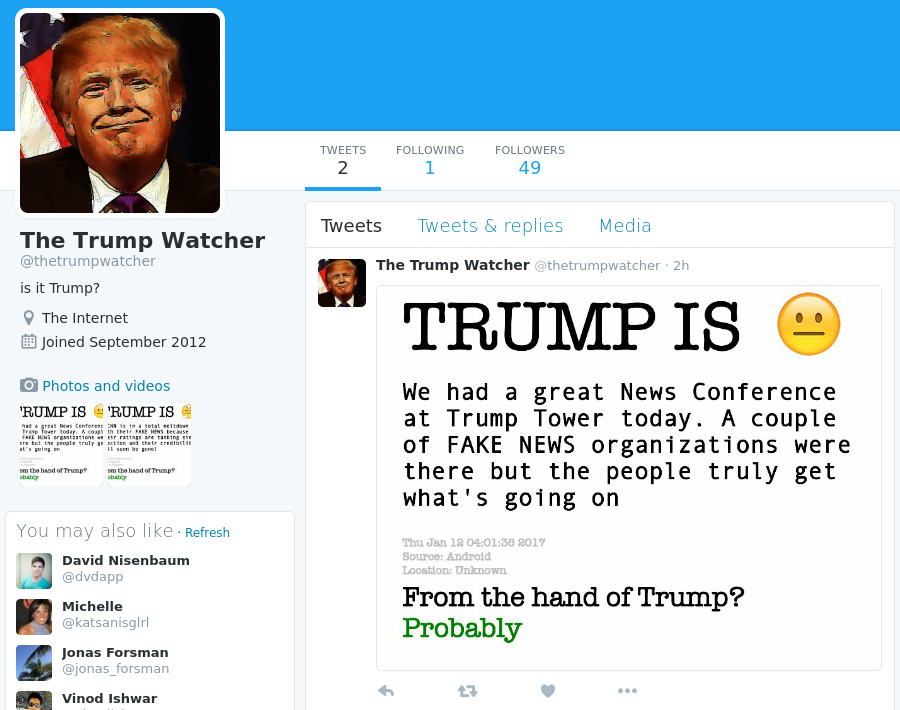 TWEETS
2
FOLLOWING
1
FOLLOWERS
49
The Trump Watcher
@thetrumpwatcher
is it Trump?
The Internet
Joined September 2012
Photos and videos
TRUMP IS
TRUMP IS
had a great News Conferenc
Trump Tower today. A coupl
FAKE NEWS organizations we
re but the people truly ge
at's going on
om the hand of Trump?
obably
CNN is in a total meltdown
th their FAKE NEWS because
eir ratings are tanking sin
ection and their credibilit
ll soon be gone!
om the hand of Trump?
obably
You may also like · Refresh
David Nisenbaum
@dvdapp
Michelle
@katsanisglrl
Jonas Forsman
@jonas_forsman
Vinod Ishwar
Tweets Tweets & replies Media
The Trump Watcher @thetrumpwatcher · 2h
TRUMP IS
We had a great News Conference
at Trump Tower today. A couple
of FAKE NEWS organizations were
there but the people truly get
what's going on
Thu Jan 12 04:01:38 2017
Source: Android
Location: Unknown
From the hand of Trump?
Probably